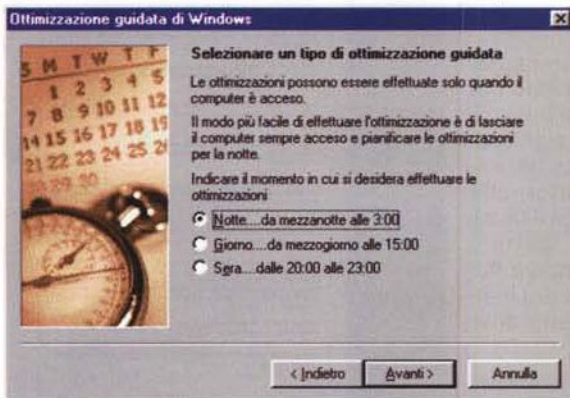 Ottimizzazione guidata di Windows
S M T W T F
1 2 3 4 5
7 8 9 10 11 12
14 15 16 17 18 19
21 22 23 24 25 26
28 29 30
Selezionare un tipo di ottimizzazione guidata
Le ottimizzazioni possono essere effettuate solo quando il
computer è acceso.
Il modo più facile di effettuare l'ottimizzazione è di lasciare
il computer sempre acceso e pianificare le ottimizzazioni
per la notte.
Indicare il momento in cui si desidera effettuare le
ottimizzazioni
Notte....da mezzanotte alle 3:00
Giorno....da mezzogiorno alle 15:00
Sera....dalle 20:00 alle 23:00
< Indietro
Avanti >
Annulla